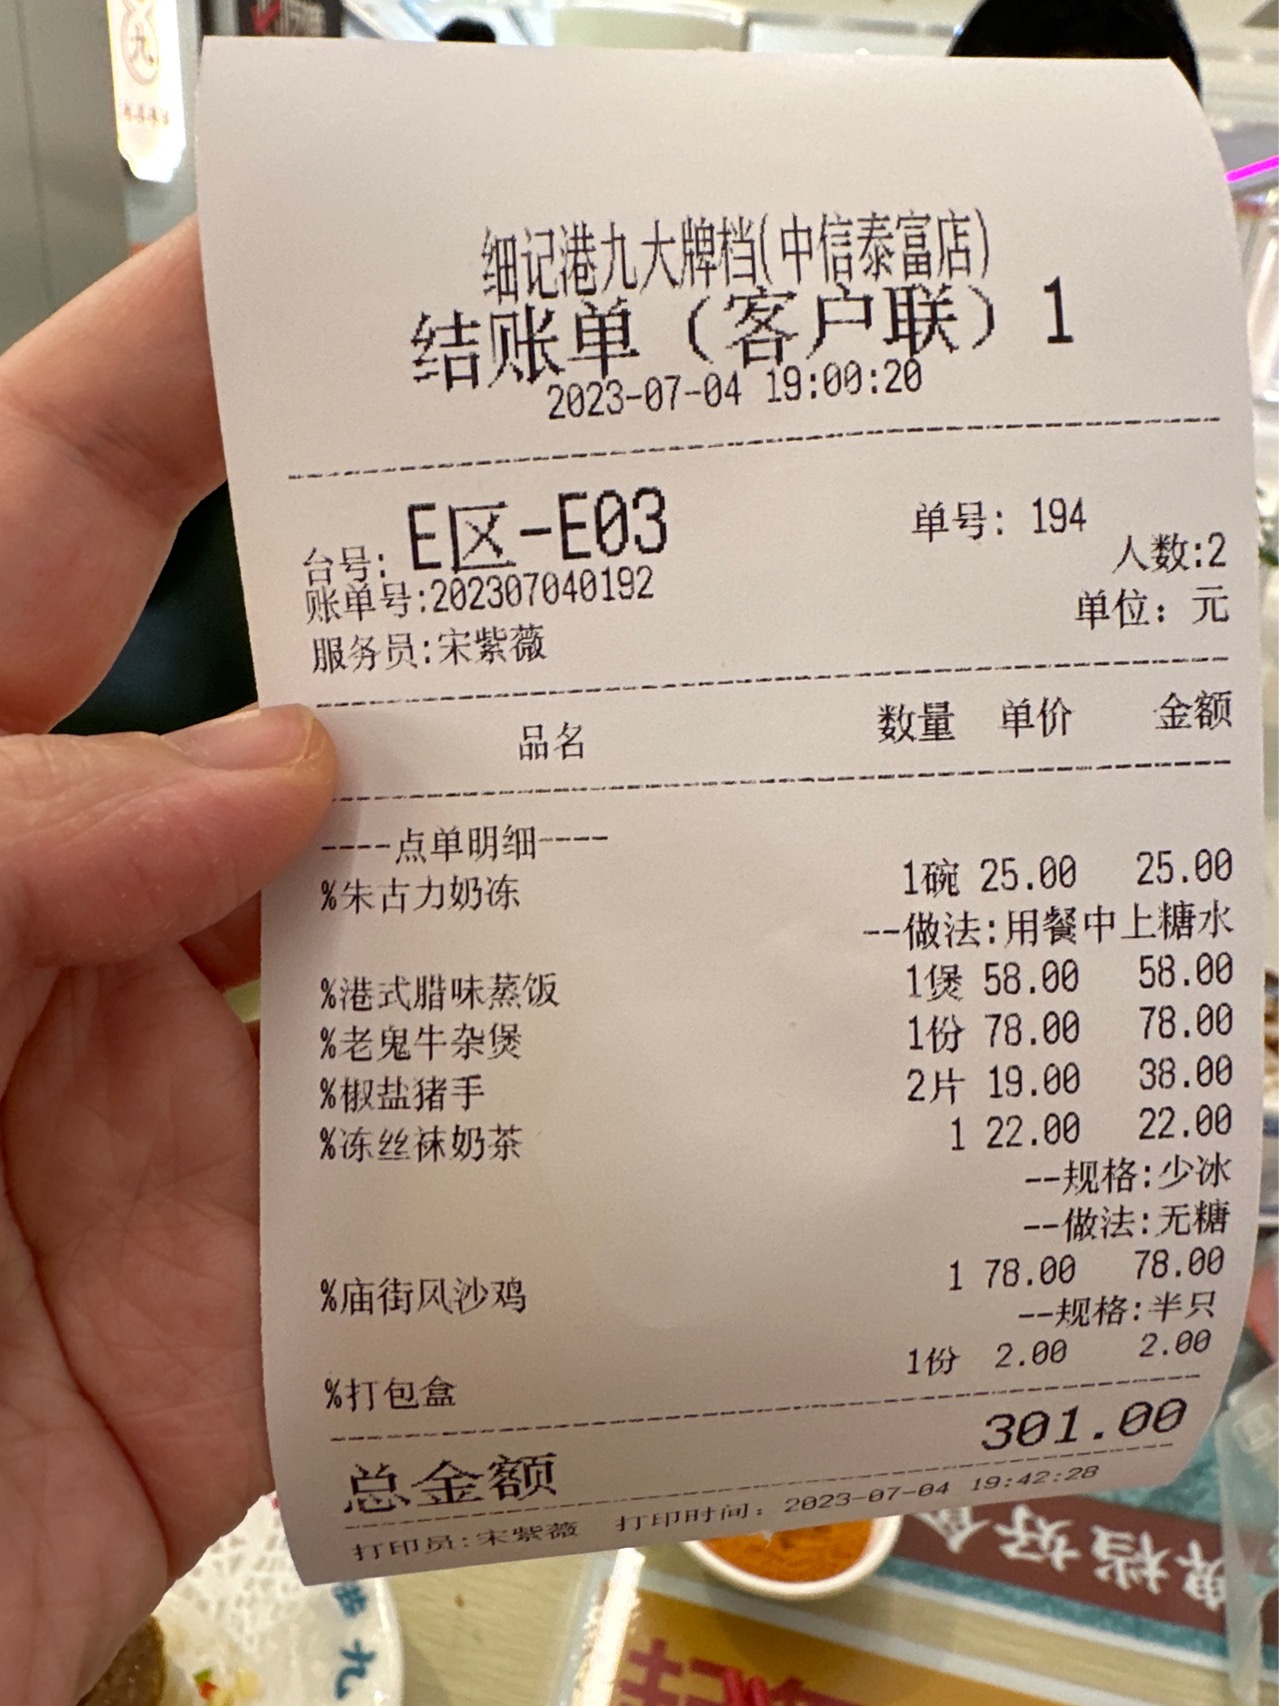 细记港九大牌档(中信泰富店)
结账单（客户联）1
2023-07-04 19:00:20
台号: E区-E03 单号: 194
人数:2
账单号:202307040192
单位: 元
服务员:宋紫薇
品名 数量 单价 金额
----点单明细----
%朱古力奶冻 1碗 25.00 25.00
--做法:用餐中上糖水
%港式腊味蒸饭 1煲 58.00 58.00
%老鬼牛杂煲 1份 78.00 78.00
%椒盐猪手 2片 19.00 38.00
%冻丝袜奶茶 1 22.00 22.00
--规格:少冰
--做法:无糖
%庙街风沙鸡 1 78.00 78.00
--规格:半只
%打包盒 1份 2.00 2.00
总金额 301.00
打印员:宋紫薇 打印时间: 2023-07-04 19:42:28
九
牌档好食
港九